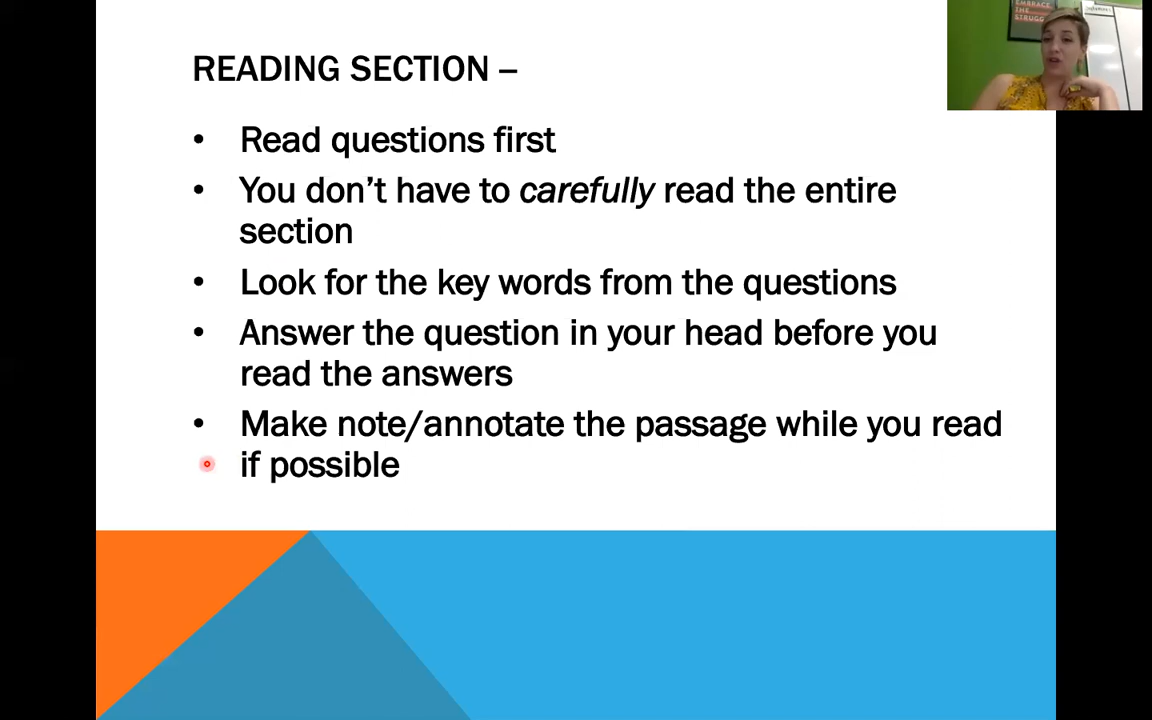 READING SECTION –
• Read questions first
• You don't have to carefully read the entire
section
• Look for the key words from the questions
• Answer the question in your head before you
read the answers
• Make note/annotate the passage while you read
if possible
EMBRACE
THE